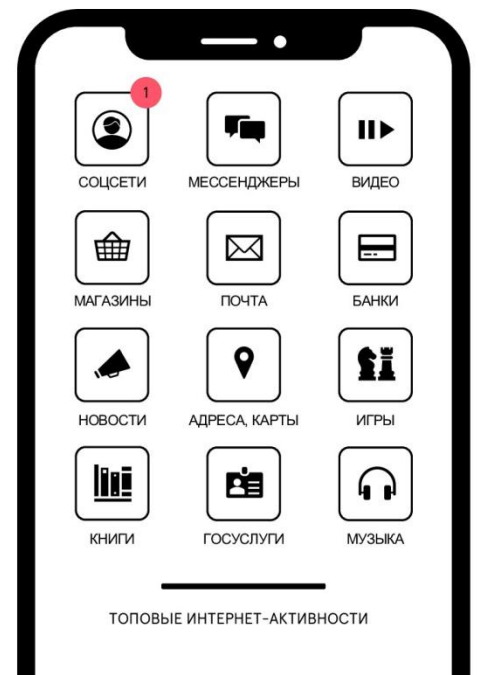 1
СОЦСЕТИ МЕССЕНДЖЕРЫ ВИДЕО
МАГАЗИНЫ ПОЧТА БАНКИ
НОВОСТИ АДРЕСА, КАРТЫ ИГРЫ
КНИГИ ГОСУСЛУГИ МУЗЫКА
ТОПОВЫЕ ИНТЕРНЕТ-АКТИВНОСТИ